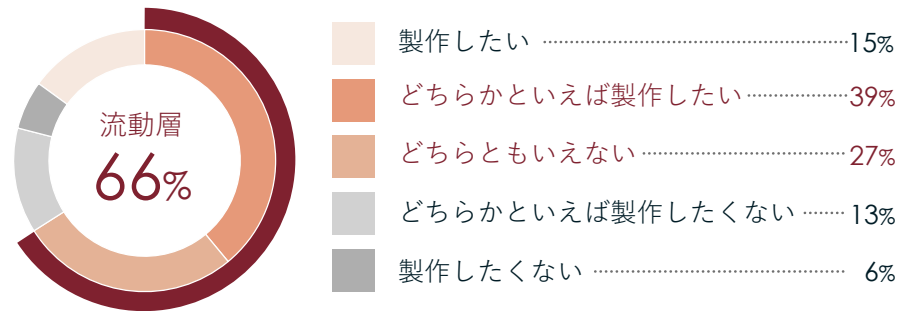 流動層
66%
製作したい 15%
どちらかといえば製作したい 39%
どちらともいえない 27%
どちらかといえば製作したくない 13%
製作したくない 6%